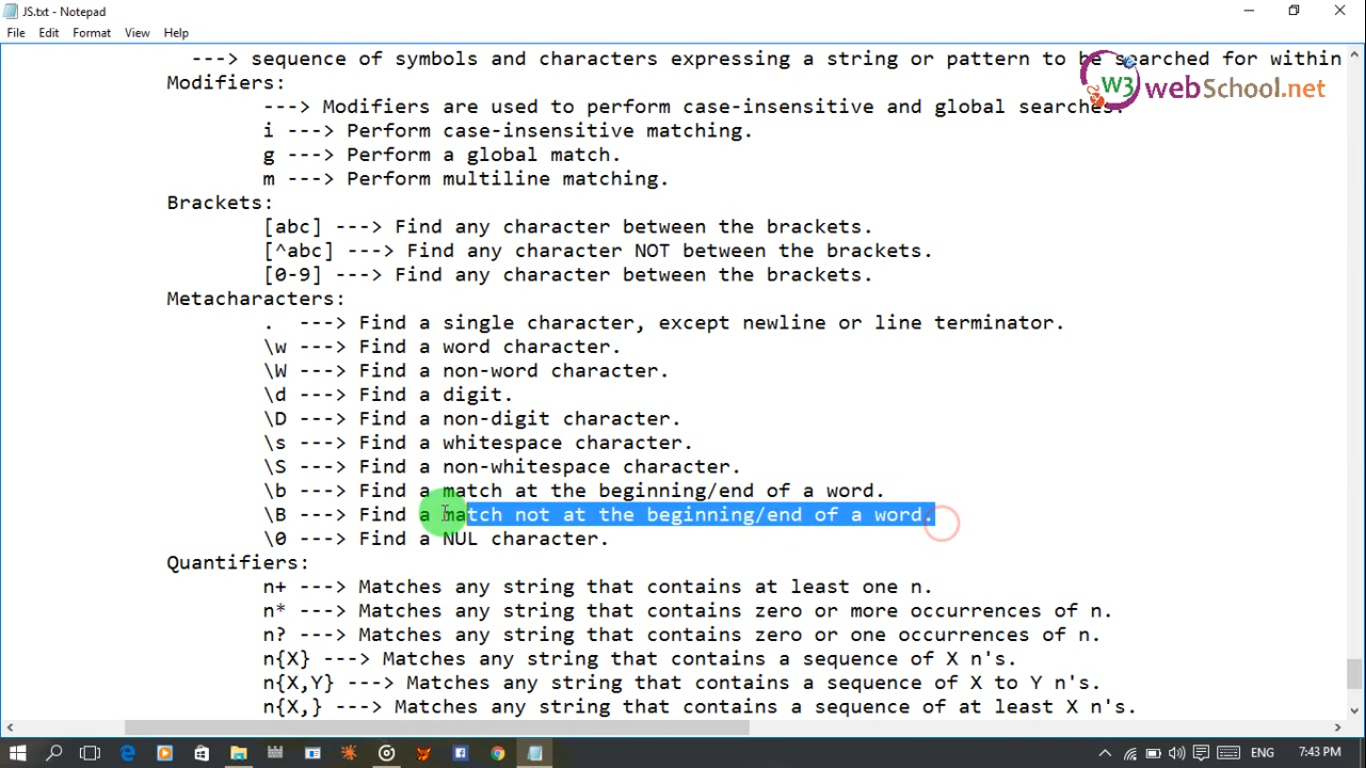 JS.txt - Notepad
File Edit Format View Help
---> sequence of symbols and characters expressing a string or pattern to be searched for within
Modifiers:
---> Modifiers are used to perform case-insensitive and global searches.
W3 webSchool.net
i ---> Perform case-insensitive matching.
g ---> Perform a global match.
m ---> Perform multiline matching.
Brackets:
[abc] ---> Find any character between the brackets.
[^abc] ---> Find any character NOT between the brackets.
[0-9] ---> Find any character between the brackets.
Metacharacters:
. ---> Find a single character, except newline or line terminator.
\w ---> Find a word character.
\W ---> Find a non-word character.
\d ---> Find a digit.
\D ---> Find a non-digit character.
\s ---> Find a whitespace character.
\S ---> Find a non-whitespace character.
\b ---> Find a match at the beginning/end of a word.
\B ---> Find a match not at the beginning/end of a word.
\0 ---> Find a NUL character.
Quantifiers:
n+ ---> Matches any string that contains at least one n.
n* ---> Matches any string that contains zero or more occurrences of n.
n? ---> Matches any string that contains zero or one occurrences of n.
n{X} ---> Matches any string that contains a sequence of X n's.
n{X,Y} ---> Matches any string that contains a sequence of X to Y n's.
n{X,} ---> Matches any string that contains a sequence of at least X n's.
ENG 7:43 PM